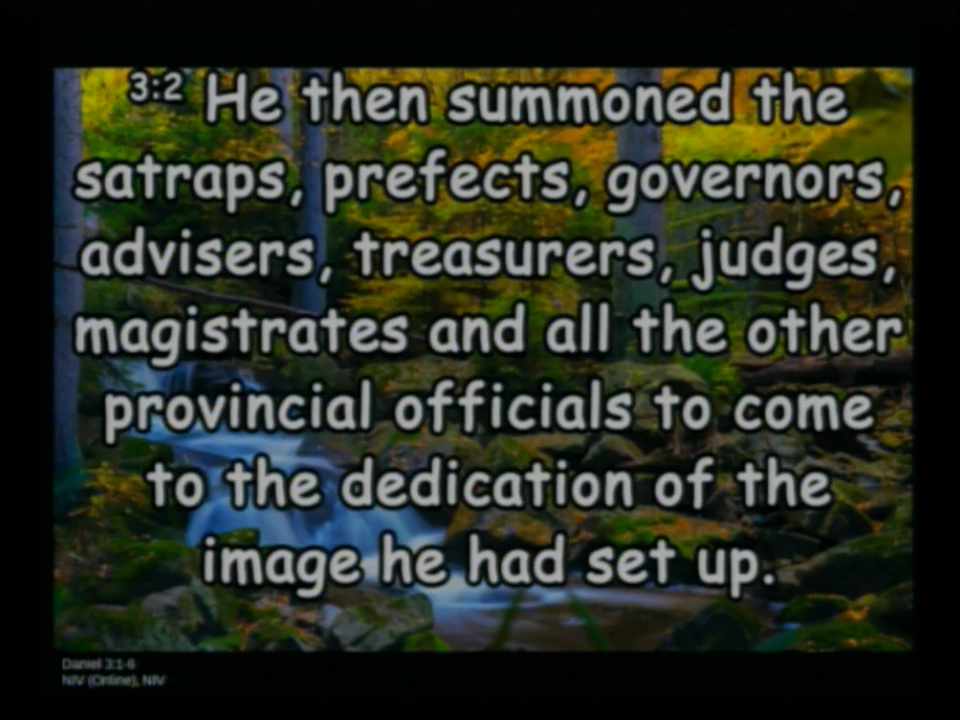 3:2 He then summoned the
satraps, prefects, governors,
advisers, treasurers, judges,
magistrates and all the other
provincial officials to come
to the dedication of the
image he had set up.
Daniel 3:1-6
NIV (Online), NIV